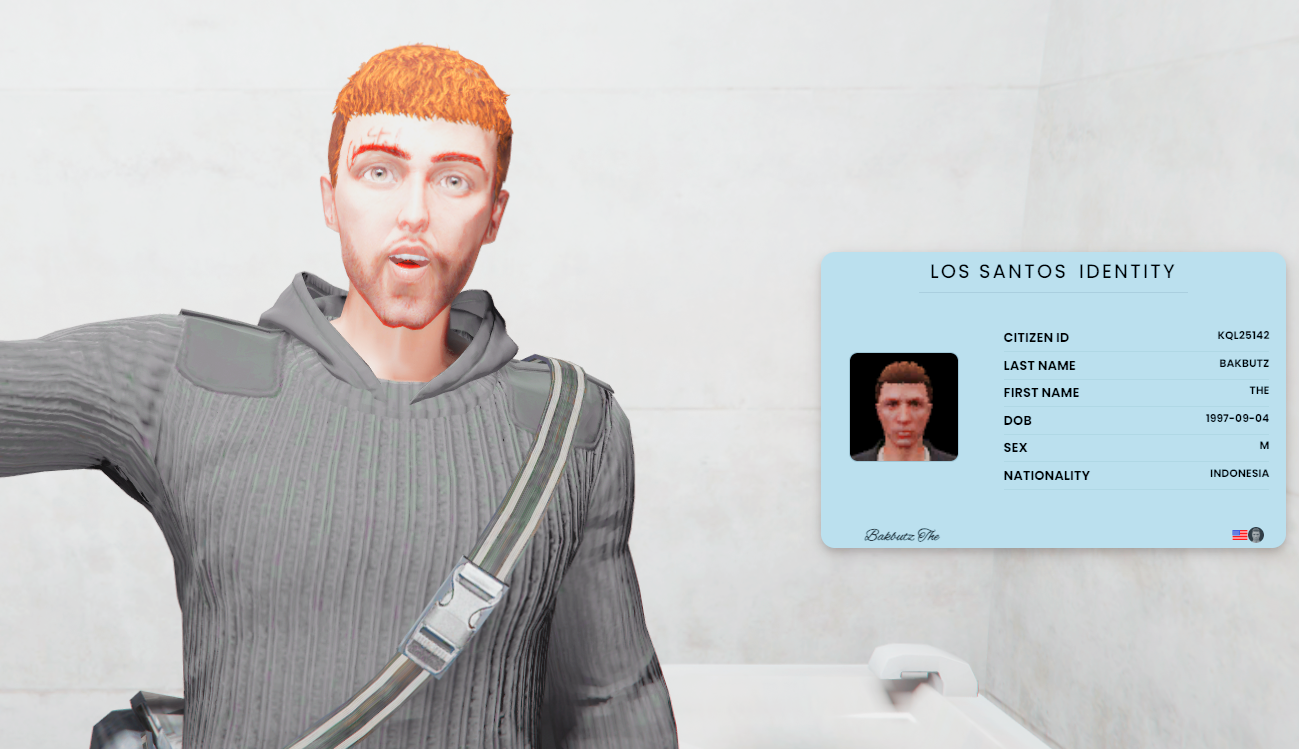 LOS SANTOS IDENTITY
CITIZEN ID KQL25142
LAST NAME BAKBUTZ
FIRST NAME THE
DOB 1997-09-04
SEX M
NATIONALITY INDONESIA
Bakbutz The